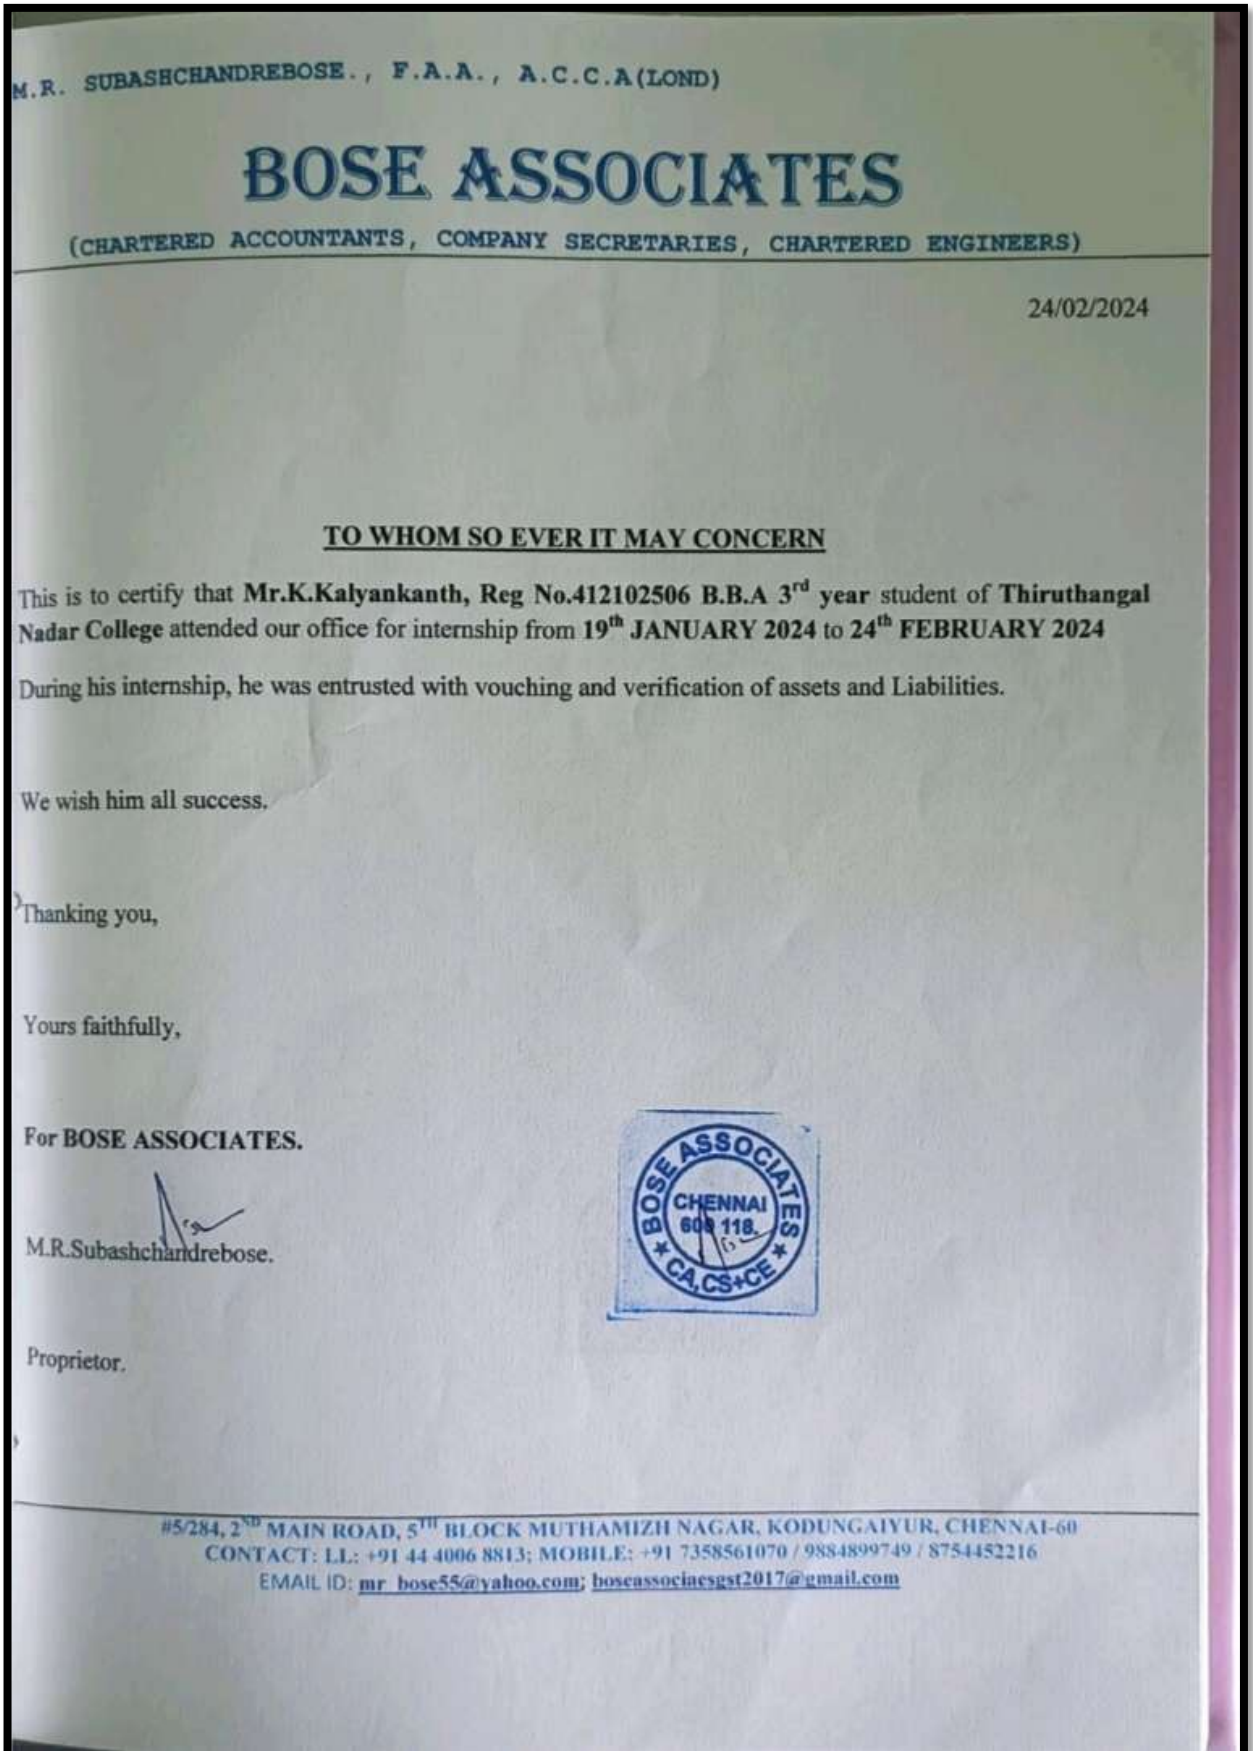 M.R. SUBASHCHANDREBOSE., F.A.A., A.C.C.A(LOND)
BOSE ASSOCIATES
(CHARTERED ACCOUNTANTS, COMPANY SECRETARIES, CHARTERED ENGINEERS)
24/02/2024
TO WHOM SO EVER IT MAY CONCERN
This is to certify that Mr.K.Kalyankanth, Reg No.412102506 B.B.A 3rd year student of Thiruthangal
Nadar College attended our office for internship from 19th JANUARY 2024 to 24th FEBRUARY 2024
During his internship, he was entrusted with vouching and verification of assets and Liabilities.
We wish him all success.
Thanking you,
Yours faithfully,
For BOSE ASSOCIATES.
M.R.Subashchandrebose.
BOSE ASSOCIATES
CHENNAI
600 118.
★ CA,CS+CE ★
Proprietor.
#5/284, 2ND MAIN ROAD, 5TH BLOCK MUTHAMIZH NAGAR, KODUNGAIYUR, CHENNAI-60
CONTACT: LL: +91 44 4006 8813; MOBILE: +91 7358561070 / 9884899749 / 8754452216
EMAIL ID: mr_bose55@yahoo.com; boseassociaesgst2017@gmail.com